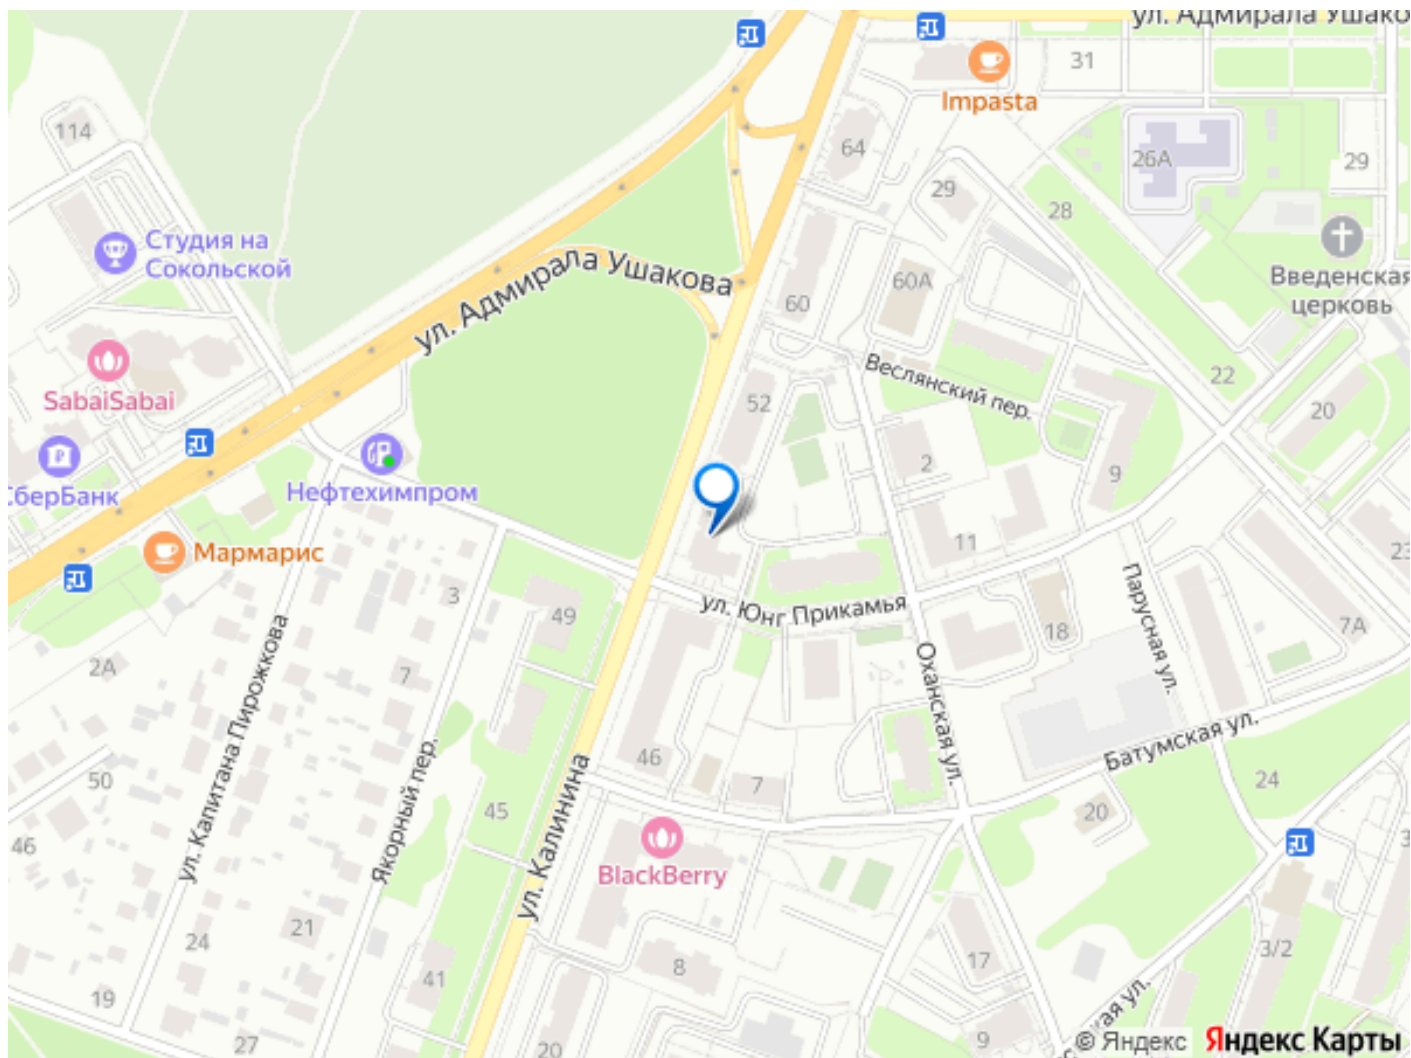 ул. Адмирала Ушако
31
Impasta
114
64
26А
29
29
28
Студия на
Сокольской
Введенская
церковь
ул. Адмирала Ушакова
60А
60
SabaiSabai
Веслянский пер.
22
52
20
СберБанк
Нефтехимпром
2
9
Мармарис
11
23
3
49
ул. Юнг Прикамья
18
Парусная ул.
7А
2А
7
ул. Капитана Пирожкова
Оханская ул.
Батумская ул.
46
50
7
24
45
20
46
ул. Калинина
Якорный пер.
BlackBerry
21
24
8
17
3/2
41
19
27
20
9
ская ул.
© Яндекс Яндекс Карты